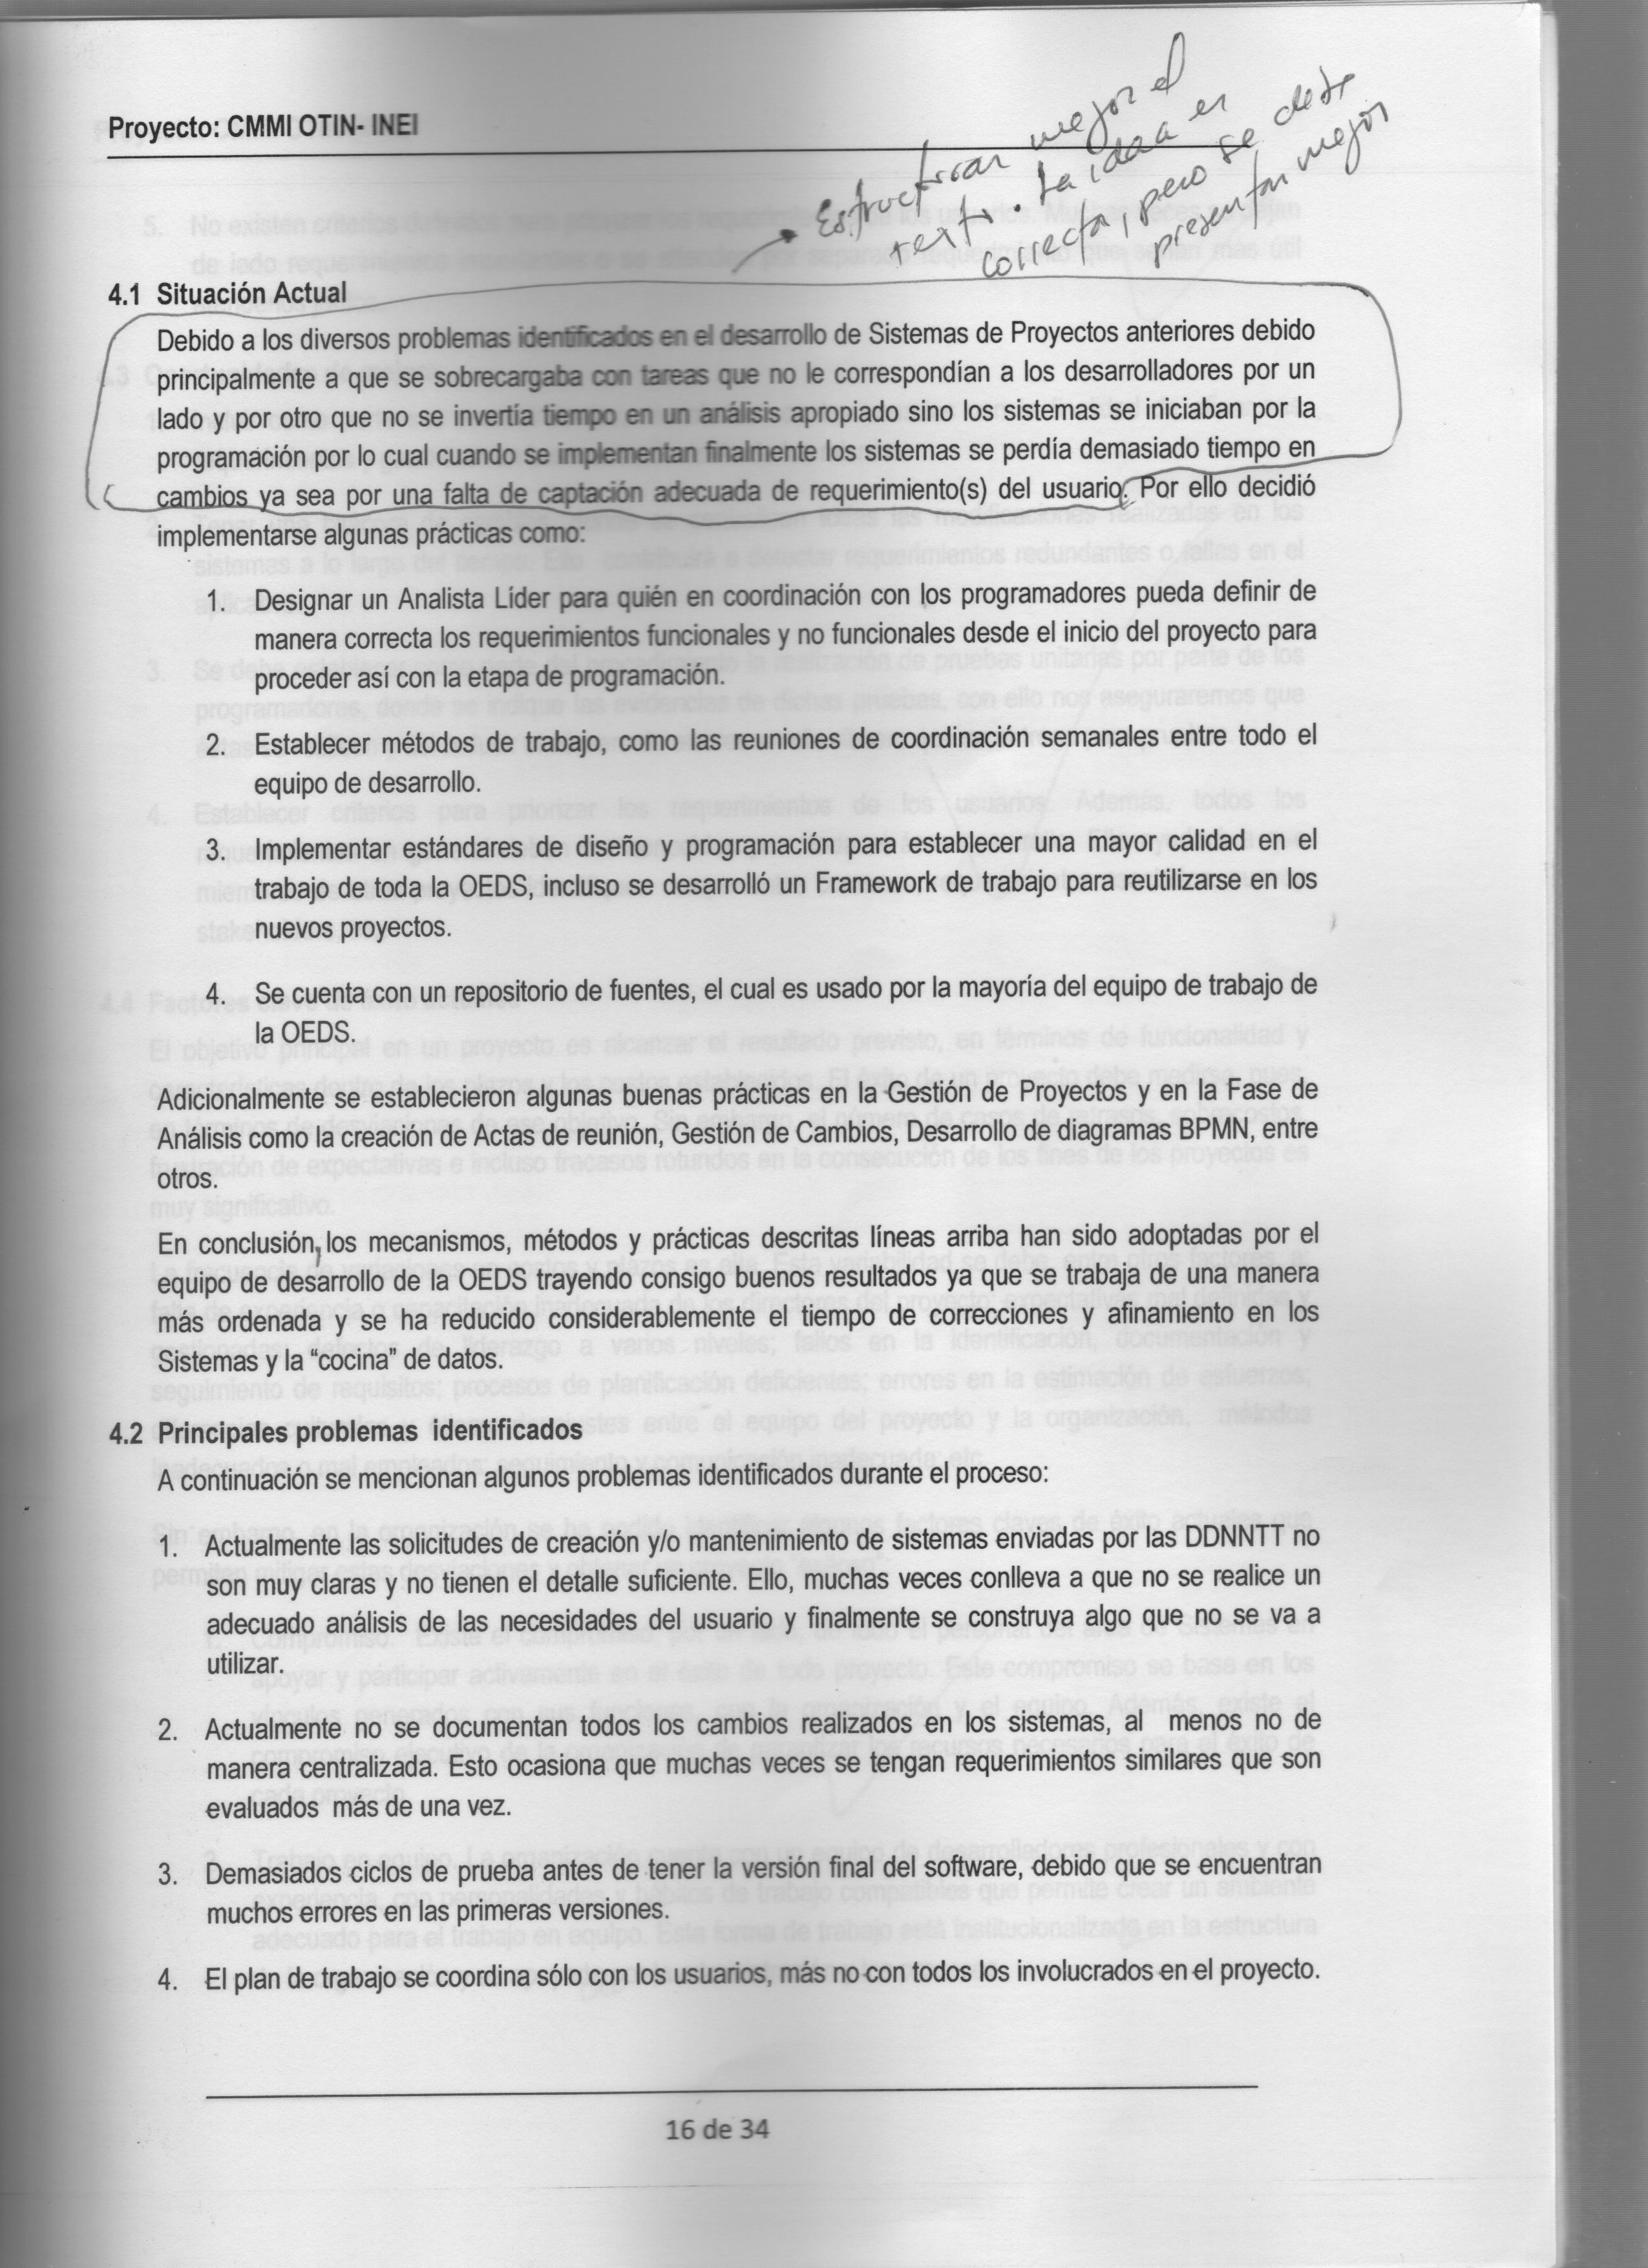 Proyecto: CMMI OTIN- INEI
Estructurar mejor el
texto. La idea es
correcta, pero se debe
presentar mejor
4.1 Situación Actual
Debido a los diversos problemas identificados en el desarrollo de Sistemas de Proyectos anteriores debido
principalmente a que se sobrecargaba con tareas que no le correspondían a los desarrolladores por un
lado y por otro que no se invertía tiempo en un análisis apropiado sino los sistemas se iniciaban por la
programación por lo cual cuando se implementan finalmente los sistemas se perdía demasiado tiempo en
cambios ya sea por una falta de captación adecuada de requerimiento(s) del usuario. Por ello decidió
implementarse algunas prácticas como:
1. Designar un Analista Líder para quién en coordinación con los programadores pueda definir de
manera correcta los requerimientos funcionales y no funcionales desde el inicio del proyecto para
proceder así con la etapa de programación.
2. Establecer métodos de trabajo, como las reuniones de coordinación semanales entre todo el
equipo de desarrollo.
3. Implementar estándares de diseño y programación para establecer una mayor calidad en el
trabajo de toda la OEDS, incluso se desarrolló un Framework de trabajo para reutilizarse en los
nuevos proyectos.
4. Se cuenta con un repositorio de fuentes, el cual es usado por la mayoría del equipo de trabajo de
la OEDS.
Adicionalmente se establecieron algunas buenas prácticas en la Gestión de Proyectos y en la Fase de
Análisis como la creación de Actas de reunión, Gestión de Cambios, Desarrollo de diagramas BPMN, entre
otros.
En conclusión, los mecanismos, métodos y prácticas descritas líneas arriba han sido adoptadas por el
equipo de desarrollo de la OEDS trayendo consigo buenos resultados ya que se trabaja de una manera
más ordenada y se ha reducido considerablemente el tiempo de correcciones y afinamiento en los
Sistemas y la “cocina” de datos.
4.2 Principales problemas identificados
A continuación se mencionan algunos problemas identificados durante el proceso:
1. Actualmente las solicitudes de creación y/o mantenimiento de sistemas enviadas por las DDNNTT no
son muy claras y no tienen el detalle suficiente. Ello, muchas veces conlleva a que no se realice un
adecuado análisis de las necesidades del usuario y finalmente se construya algo que no se va a
utilizar.
2. Actualmente no se documentan todos los cambios realizados en los sistemas, al menos no de
manera centralizada. Esto ocasiona que muchas veces se tengan requerimientos similares que son
evaluados más de una vez.
3. Demasiados ciclos de prueba antes de tener la versión final del software, debido que se encuentran
muchos errores en las primeras versiones.
4. El plan de trabajo se coordina sólo con los usuarios, más no con todos los involucrados en el proyecto.
16 de 34